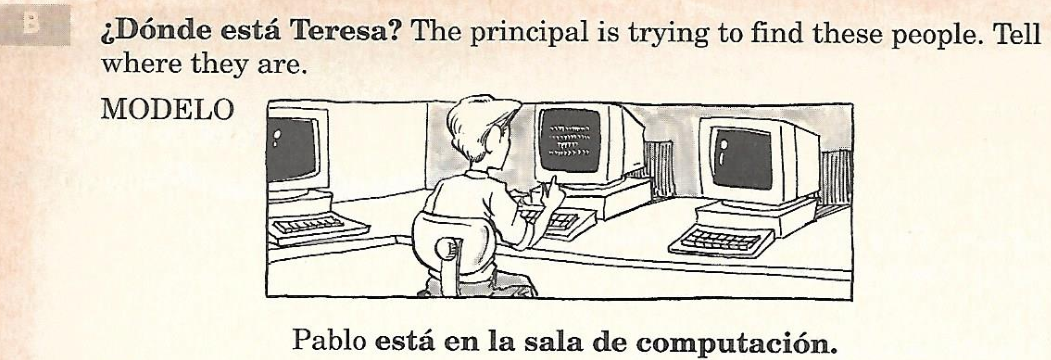 B
¿Dónde está Teresa? The principal is trying to find these people. Tell
where they are.
MODELO
Pablo está en la sala de computación.